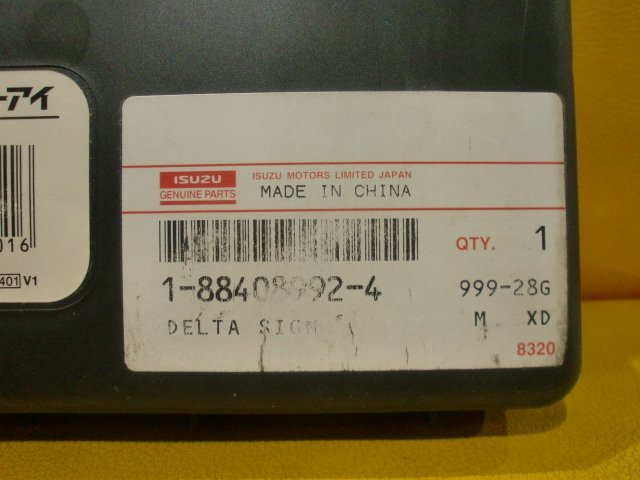 ーアイ
016
401 V1
ISUZU
GENUINE PARTS
ISUZU MOTORS LIMITED JAPAN
MADE IN CHINA
QTY. 1
1-88408992-4
999-28G
DELTA SIGN
M XD
8320